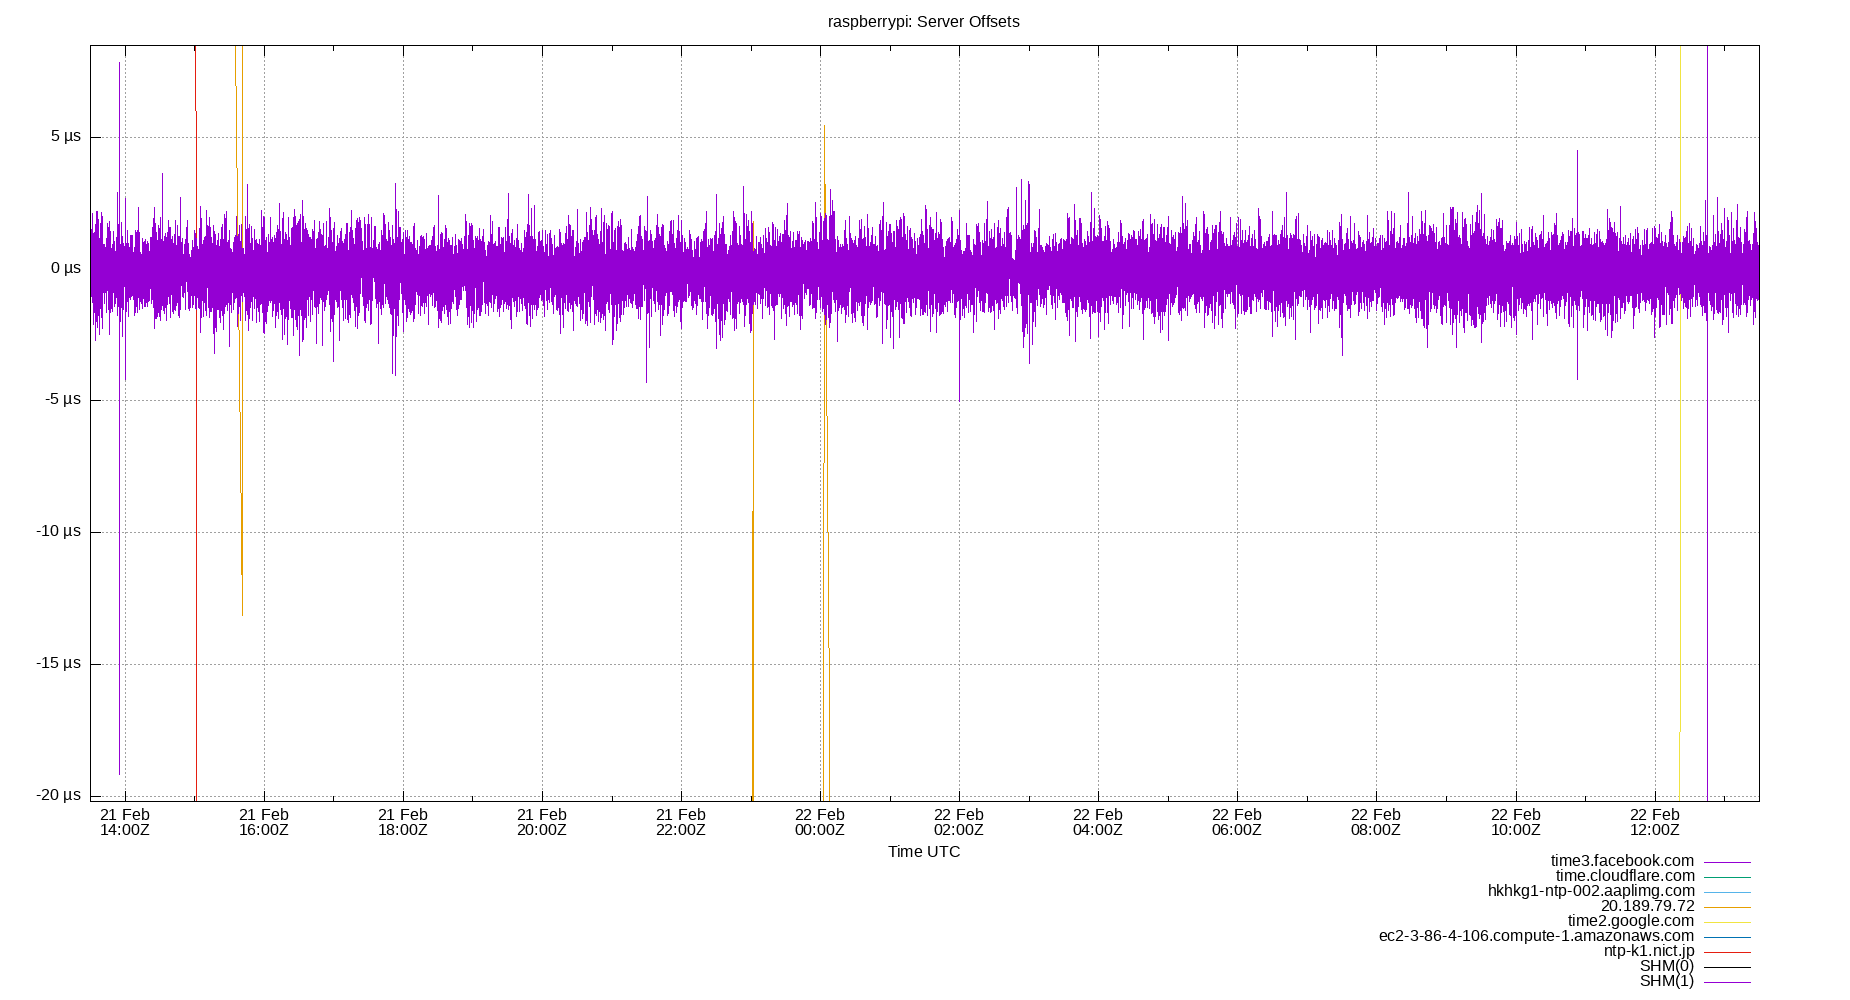 raspberrypi: Server Offsets
5 µs
0 µs
-5 µs
-10 µs
-15 µs
-20 µs
21 Feb 21 Feb 21 Feb 21 Feb 21 Feb 22 Feb 22 Feb 22 Feb 22 Feb 22 Feb 22 Feb 22 Feb
14:00Z 16:00Z 18:00Z 20:00Z 22:00Z 00:00Z 02:00Z 04:00Z 06:00Z 08:00Z 10:00Z 12:00Z
Time UTC
time3.facebook.com
time.cloudflare.com
hkhkg1-ntp-002.aaplimg.com
20.189.79.72
time2.google.com
ec2-3-86-4-106.compute-1.amazonaws.com
ntp-k1.nict.jp
SHM(0)
SHM(1)